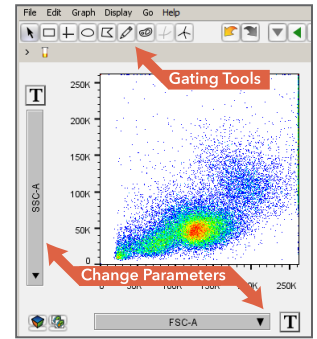 File Edit Graph Display Go Help
>
Gating Tools
T
250K
200K
150K
100K
50K
0
SSC-A
Change Parameters
0 50K 100K 150K 200K 250K
FSC-A
T